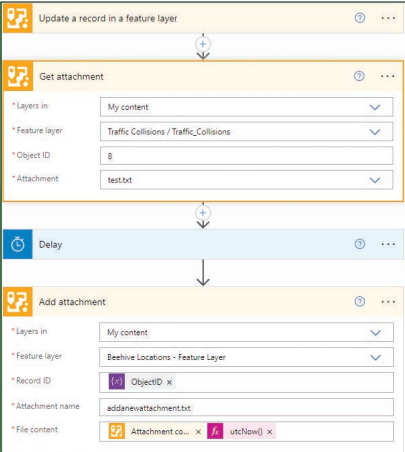 Update a record in a feature layer
Get attachment
* Layers in My content
* Feature layer Traffic Collisions / Traffic_Collisions
* Object ID 8
* Attachment test.txt
Delay
Add attachment
* Layers in My content
* Feature layer Beehive Locations - Feature Layer
* Record ID {x} ObjectID ×
* Attachment name addanewattachment.txt
* File content Attachment co... × fx utcNow() ×